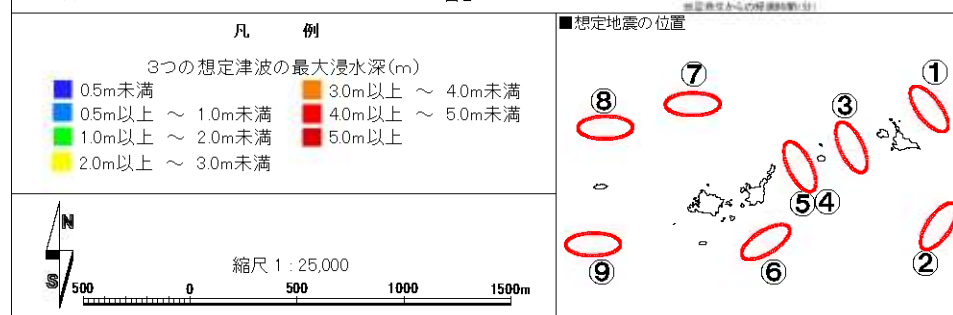 凡 例
3つの想定津波の最大浸水深(m)
0.5m未満
3.0m以上 ～ 4.0m未満
0.5m以上 ～ 1.0m未満
4.0m以上 ～ 5.0m未満
1.0m以上 ～ 2.0m未満
5.0m以上
2.0m以上 ～ 3.0m未満
N
S
縮尺 1:25,000
500 0 500 1000 1500m
■想定地震の位置
①
⑦
⑧
③
⑤④
②
⑨
⑥